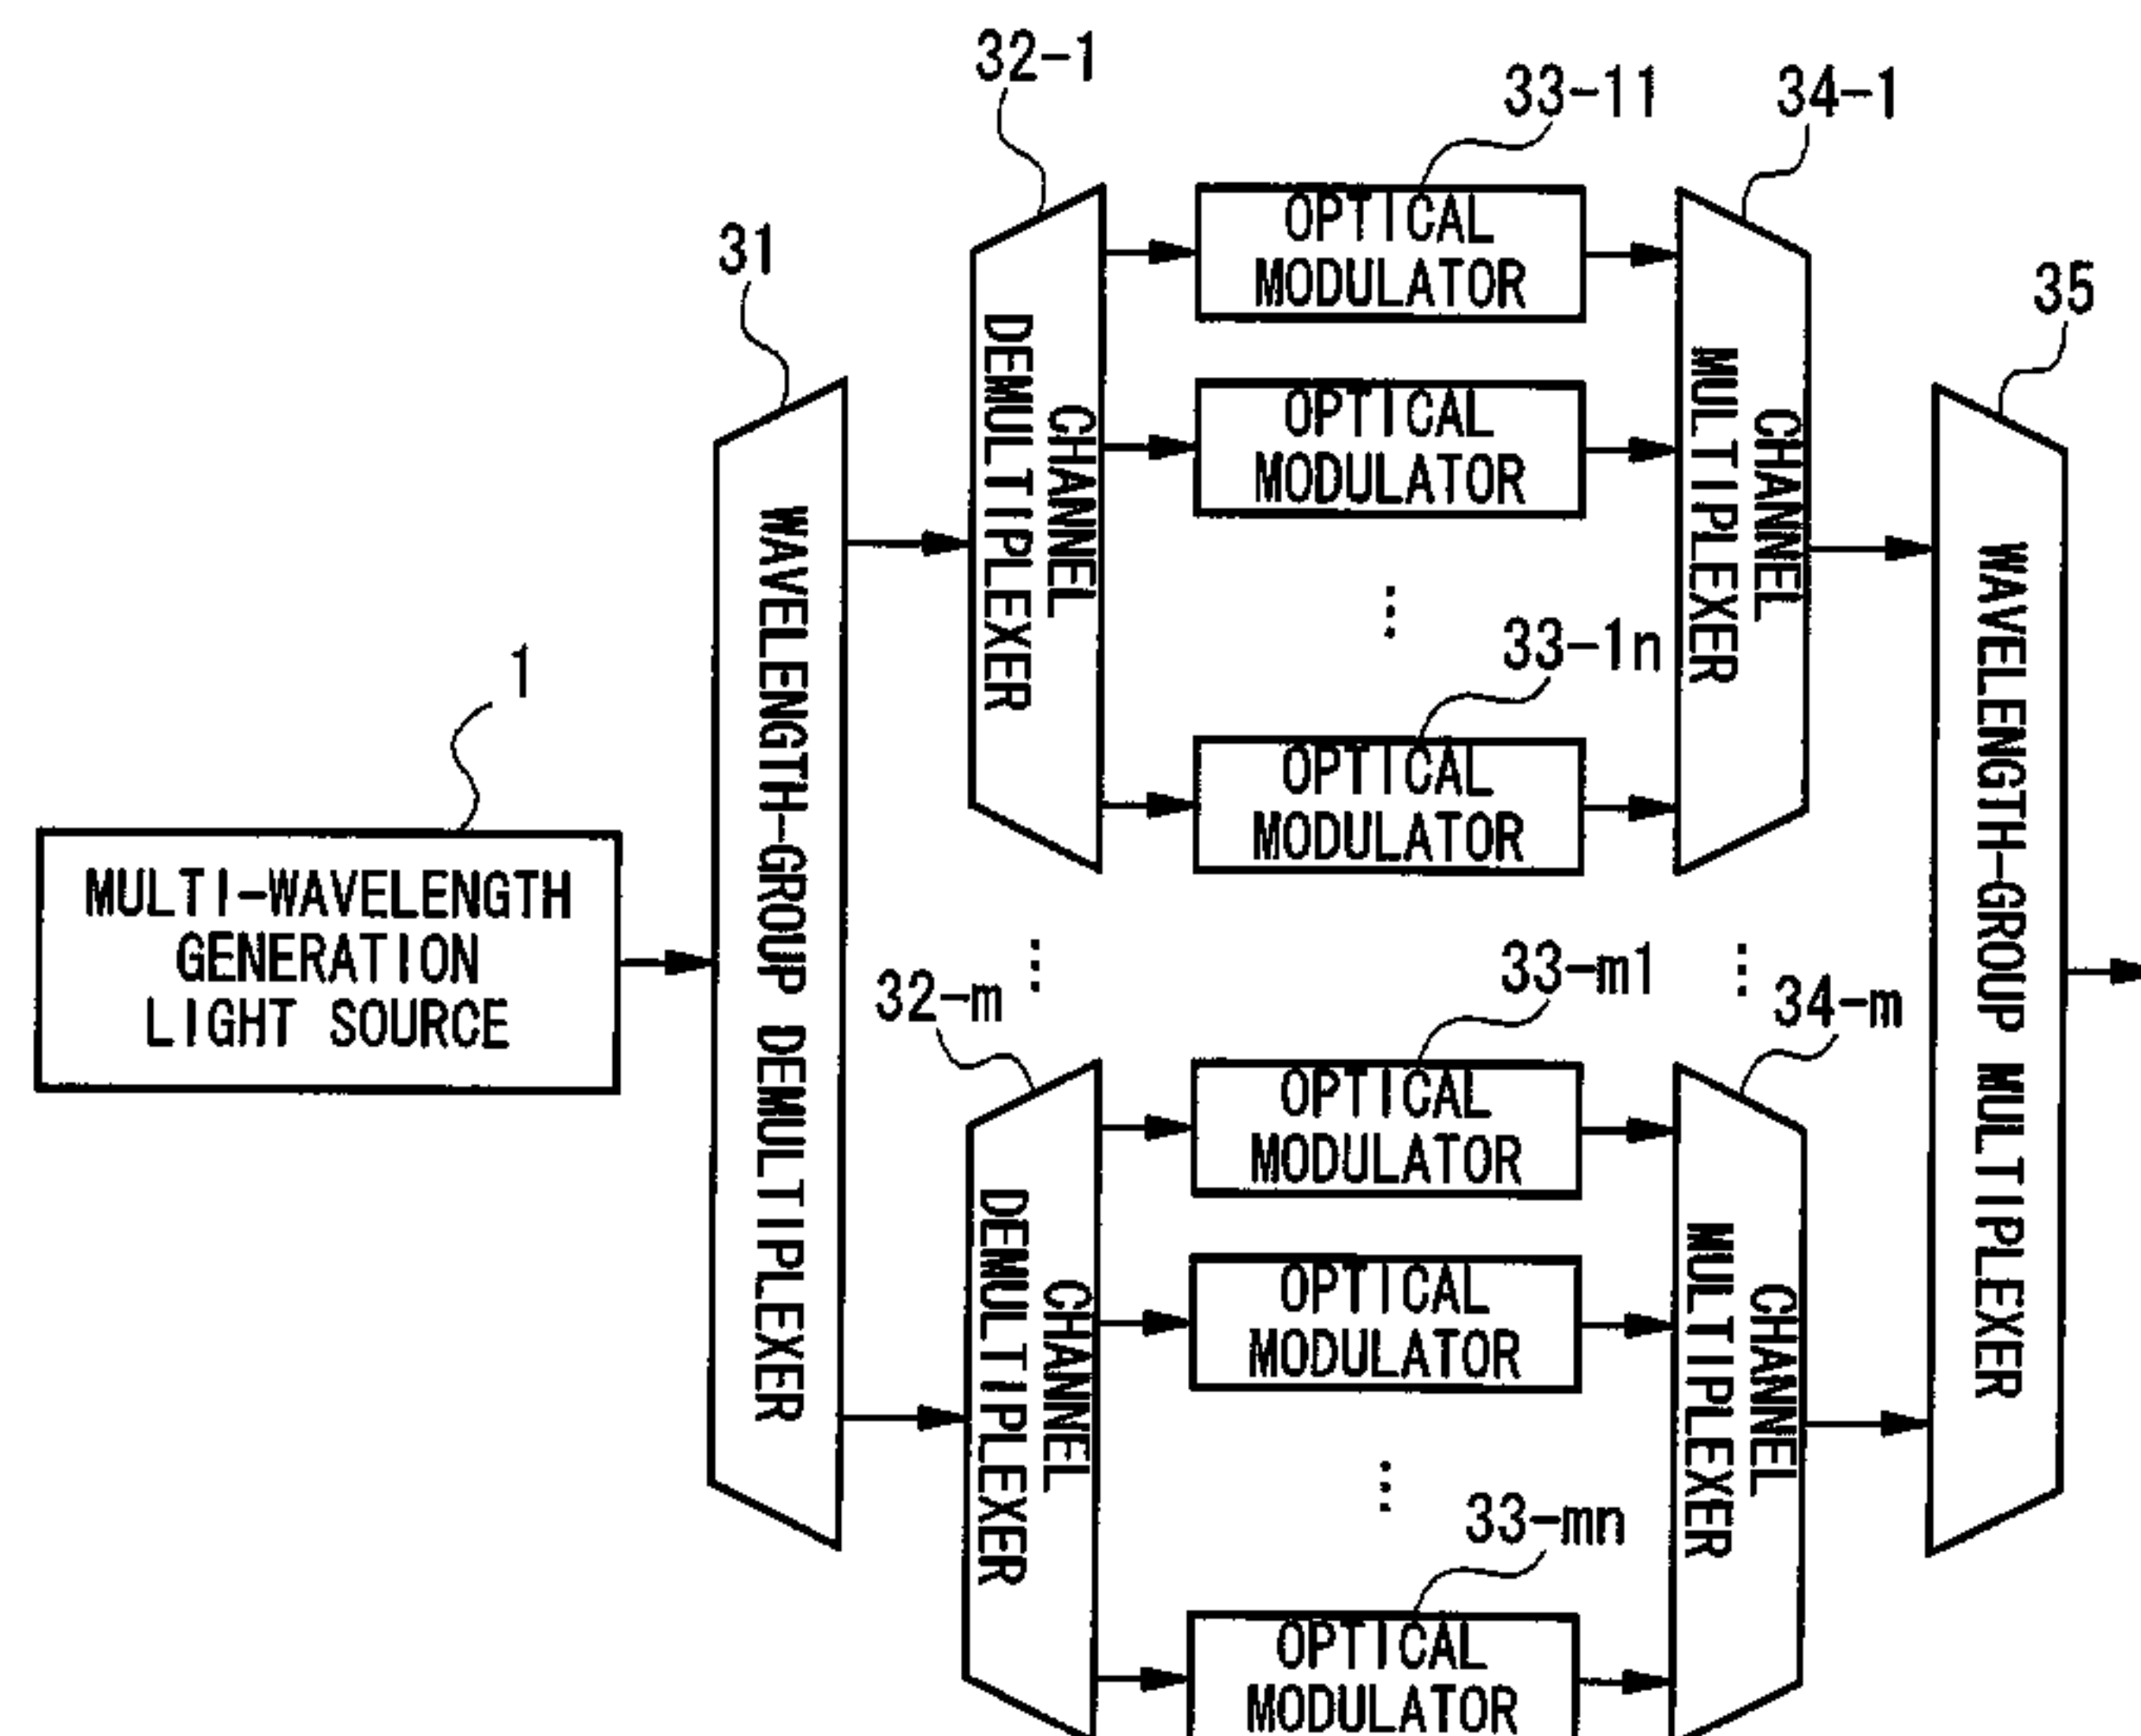 1
MULTI-WAVELENGTH
GENERATION
LIGHT SOURCE
31
WAVELENGTH-GROUP DEMULTIPLEXER
32-1
CHANNEL
DEMULTIPLEXER
33-11
OPTICAL
MODULATOR
OPTICAL
MODULATOR
33-1n
OPTICAL
MODULATOR
34-1
CHANNEL
MULTIPLEXER
32-m
CHANNEL
DEMULTIPLEXER
33-m1
OPTICAL
MODULATOR
OPTICAL
MODULATOR
33-mn
OPTICAL
MODULATOR
34-m
CHANNEL
MULTIPLEXER
35
WAVELENGTH-GROUP MULTIPLEXER